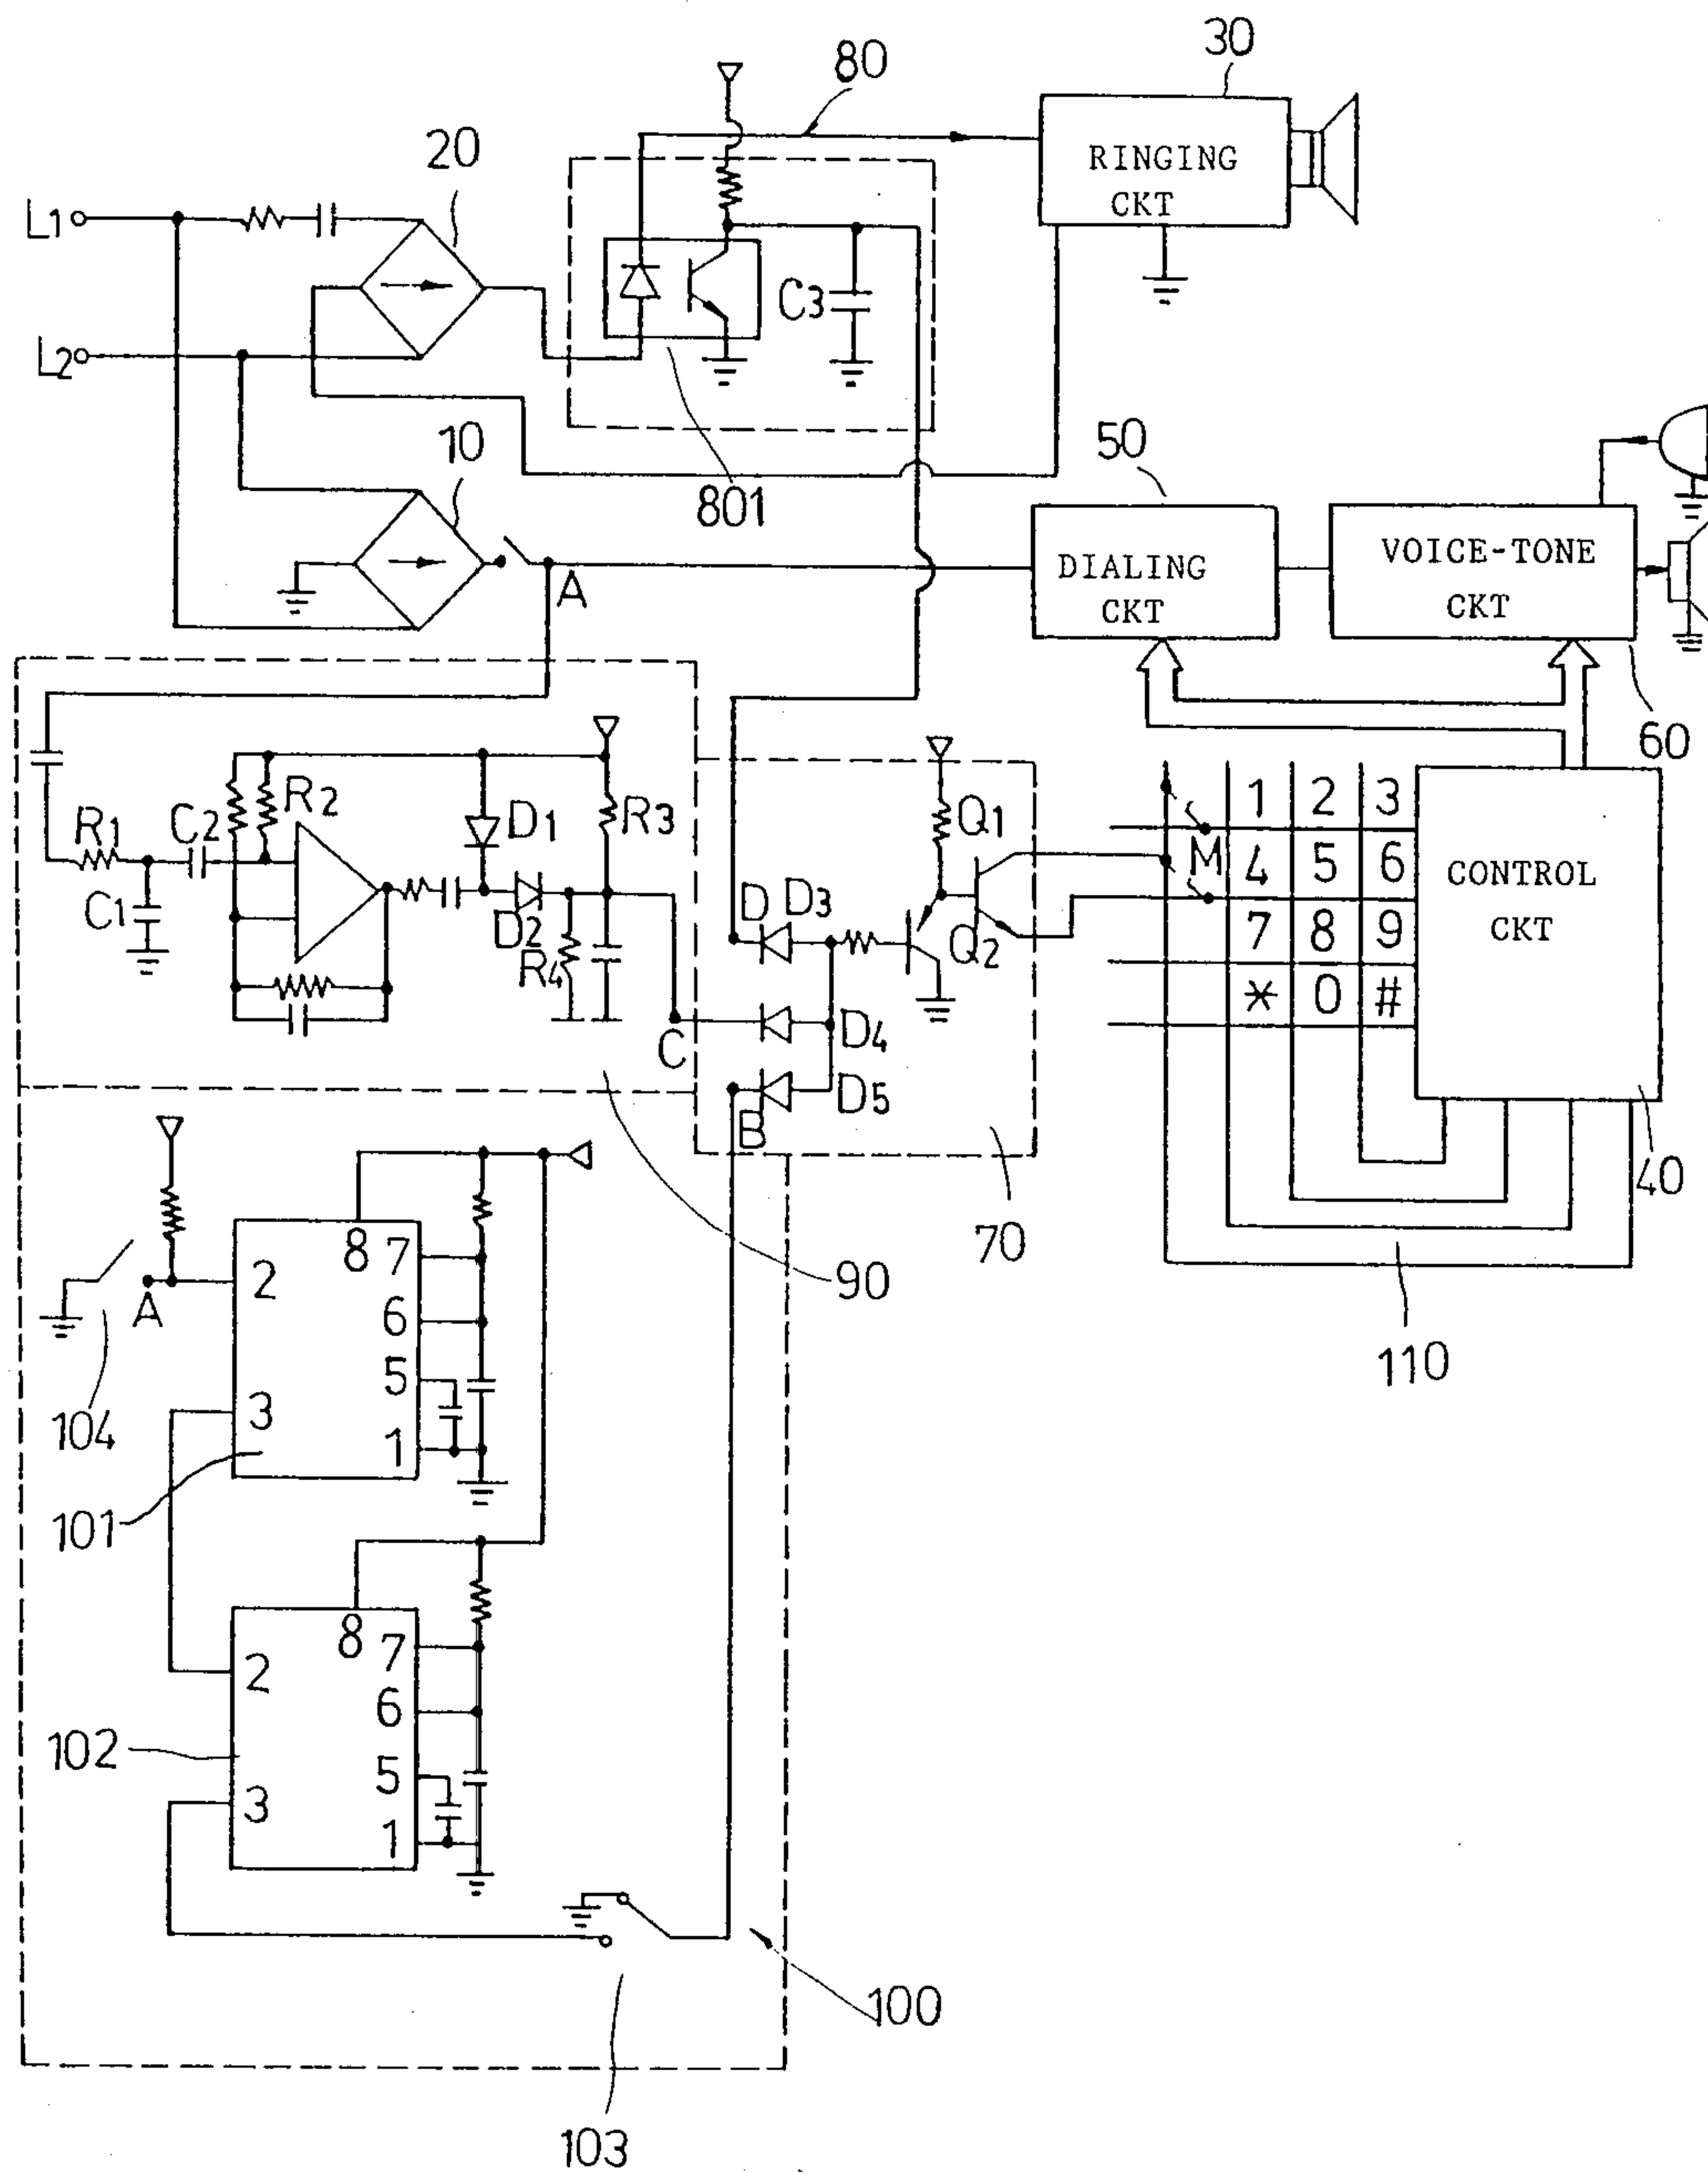 30
80
20
RINGING
CKT
L1
L2
C3
10
801
50
A
DIALING
CKT
VOICE-TONE
CKT
60
R1
C2
R2
D1
R3
C1
D2
R4
C
D
D3
D4
D5
B
Q1
Q2
M
1 2 3
4 5 6
7 8 9
* 0 #
CONTROL
CKT
40
70
90
110
8
7
2
6
5
3
1
A
104
101
8
7
2
6
5
3
1
102
100
103